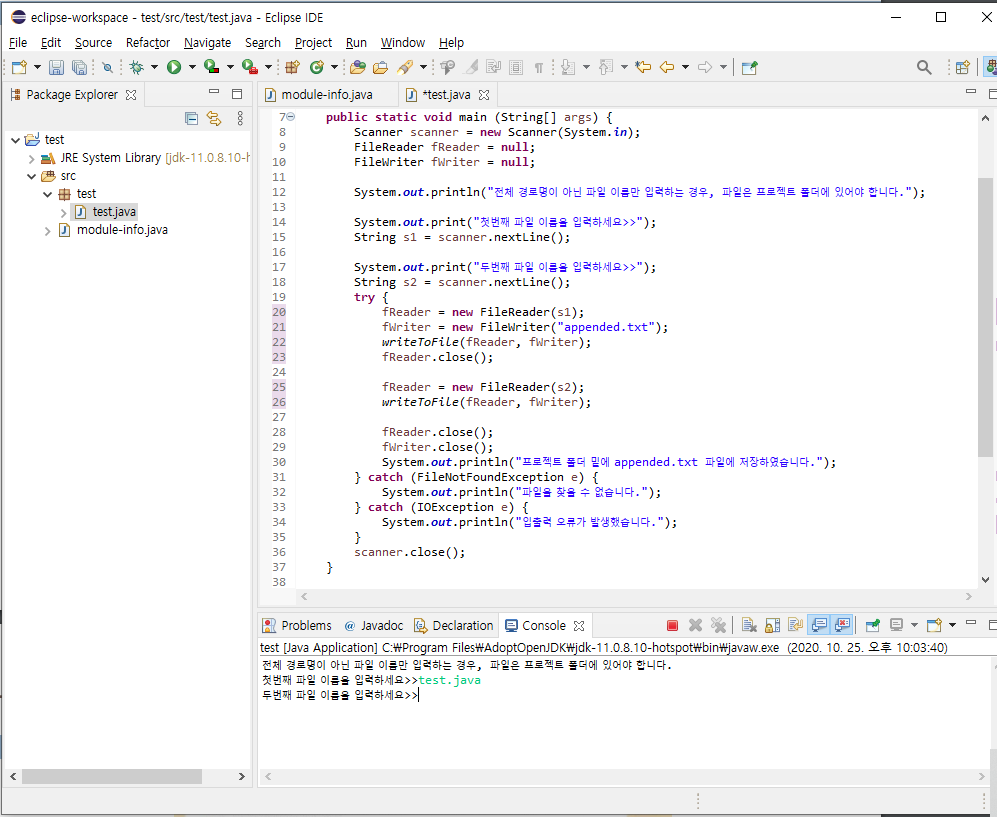 eclipse-workspace - test/src/test/test.java - Eclipse IDE
File Edit Source Refactor Navigate Search Project Run Window Help
Package Explorer
module-info.java
*test.java
test
JRE System Library [jdk-11.0.8.10-h
src
test
test.java
module-info.java
7 public static void main (String[] args) {
8 Scanner scanner = new Scanner(System.in);
9 FileReader fReader = null;
10 FileWriter fWriter = null;
11
12 System.out.println("전체 경로명이 아닌 파일 이름만 입력하는 경우, 파일은 프로젝트 폴더에 있어야 합니다.");
13
14 System.out.print("첫번째 파일 이름을 입력하세요>>");
15 String s1 = scanner.nextLine();
16
17 System.out.print("두번째 파일 이름을 입력하세요>>");
18 String s2 = scanner.nextLine();
19 try {
20 fReader = new FileReader(s1);
21 fWriter = new FileWriter("appended.txt");
22 writeToFile(fReader, fWriter);
23 fReader.close();
24
25 fReader = new FileReader(s2);
26 writeToFile(fReader, fWriter);
27
28 fReader.close();
29 fWriter.close();
30 System.out.println("프로젝트 폴더 밑에 appended.txt 파일에 저장하였습니다.");
31 } catch (FileNotFoundException e) {
32 System.out.println("파일을 찾을 수 없습니다.");
33 } catch (IOException e) {
34 System.out.println("입출력 오류가 발생했습니다.");
35 }
36 scanner.close();
37 }
38
Problems @ Javadoc Declaration Console
test [Java Application] C:₩Program Files₩AdoptOpenJDK₩jdk-11.0.8.10-hotspot₩bin₩javaw.exe (2020. 10. 25. 오후 10:03:40)
전체 경로명이 아닌 파일 이름만 입력하는 경우, 파일은 프로젝트 폴더에 있어야 합니다.
첫번째 파일 이름을 입력하세요>>test.java
두번째 파일 이름을 입력하세요>>